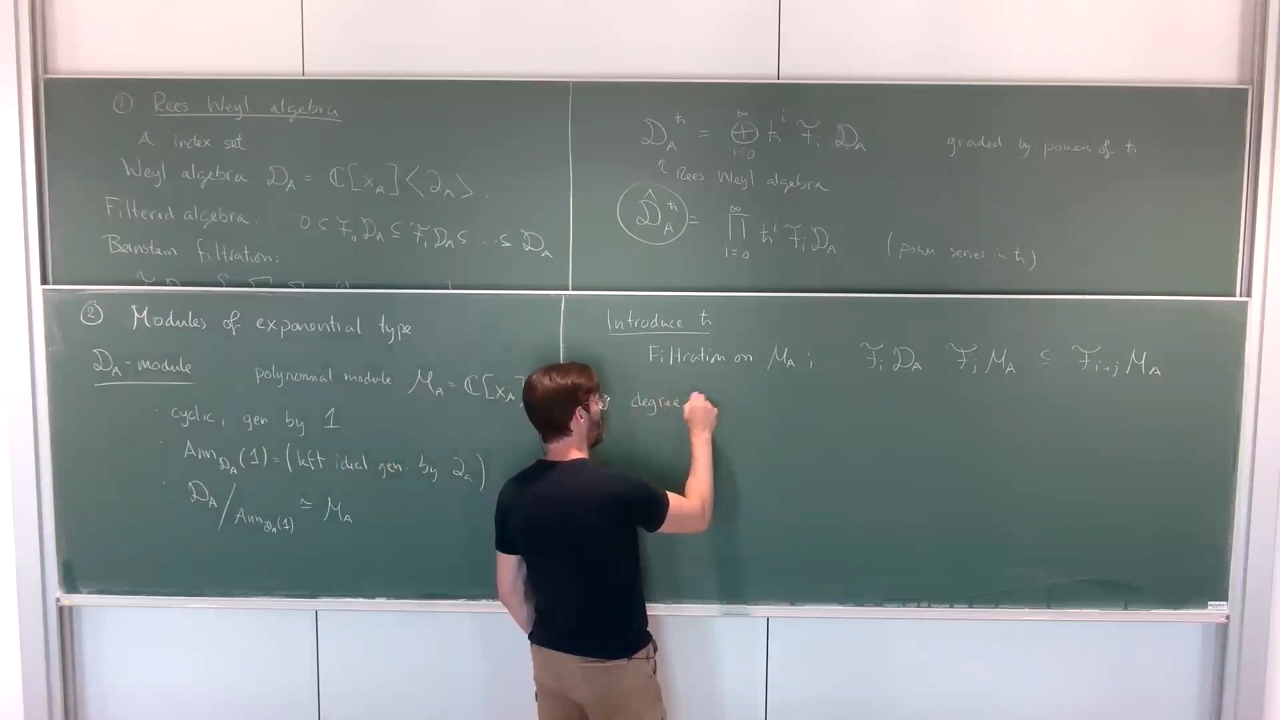 ① Rees Weyl algebra
A index set
Weyl algebra D_A = ℂ[x_A]⟨∂_A⟩.
Filtered algebra. 0 ⊆ F_0 D_A ⊆ F_1 D_A ⊆ ... ⊆ D_A
Bernstein filtration:
D_A^ħ = ⊕_{i=0}^∞ ħ^i F_i D_A graded by powers of ħ
Rees Weyl algebra
D̂_A^ħ = ∏_{i=0}^∞ ħ^i F_i D_A (power series in ħ)
② Modules of exponential type
D_A-module polynomial module M_A = ℂ[x_A]
· cyclic, gen. by 1
· Ann_{D_A}(1) = (left ideal gen. by ∂_a)
· D_A / Ann_{D_A}(1) ≃ M_A
Introduce ħ
Filtration on M_A: F_i D_A · F_j M_A ⊆ F_{i+j} M_A
degree